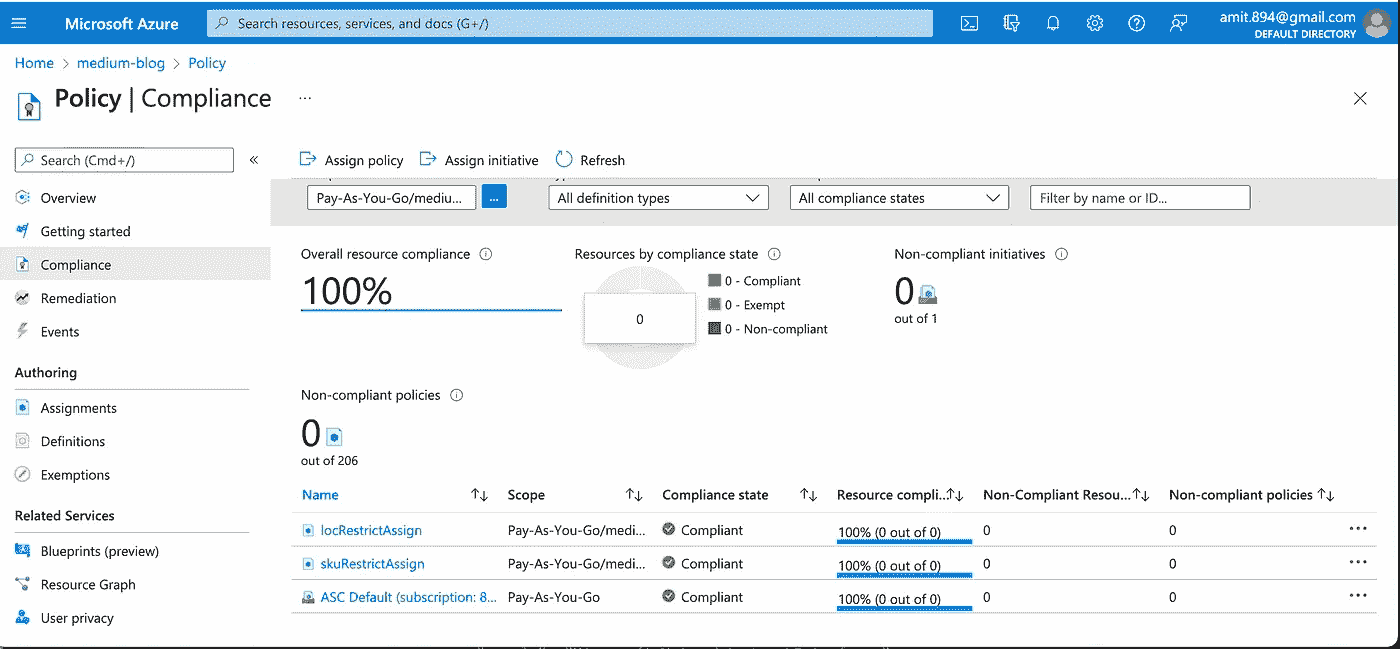 Microsoft Azure
Search resources, services, and docs (G+/)
amit.894@gmail.com
DEFAULT DIRECTORY
Home > medium-blog > Policy
Policy | Compliance ...
Search (Cmd+/) «
Overview
Getting started
Compliance
Remediation
Events
Authoring
Assignments
Definitions
Exemptions
Related Services
Blueprints (preview)
Resource Graph
User privacy
Assign policy Assign initiative Refresh
Pay-As-You-Go/mediu... ... All definition types All compliance states Filter by name or ID...
Overall resource compliance
100%
Resources by compliance state
0
0 - Compliant
0 - Exempt
0 - Non-compliant
Non-compliant initiatives
0
out of 1
Non-compliant policies
0
out of 206
Name Scope Compliance state Resource compli... Non-Compliant Resou... Non-compliant policies
locRestrictAssign Pay-As-You-Go/medi... Compliant 100% (0 out of 0) 0 0 ...
skuRestrictAssign Pay-As-You-Go/medi... Compliant 100% (0 out of 0) 0 0 ...
ASC Default (subscription: 8... Pay-As-You-Go Compliant 100% (0 out of 0) 0 0 ...